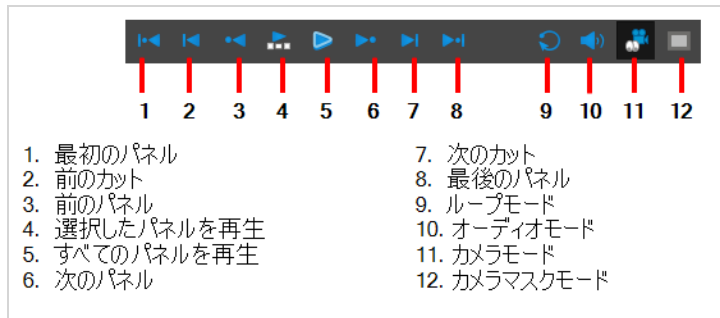 1 2 3 4 5 6 7 8 9 10 11 12
1. 最初のパネル
2. 前のカット
3. 前のパネル
4. 選択したパネルを再生
5. すべてのパネルを再生
6. 次のパネル
7. 次のカット
8. 最後のパネル
9. ループモード
10. オーディオモード
11. カメラモード
12. カメラマスクモード